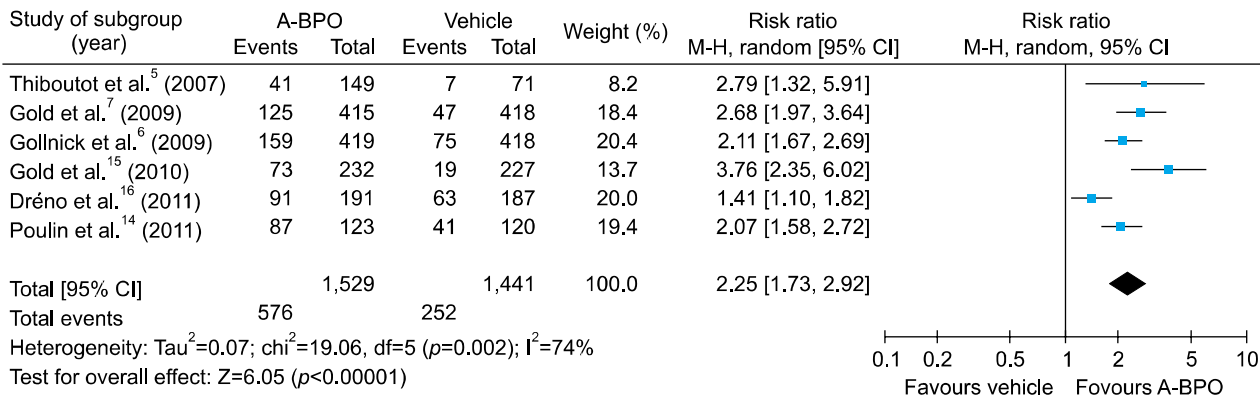 Study of subgroup (year) A-BPO Vehicle Weight (%) Risk ratio Risk ratio
Events Total Events Total M-H, random [95% CI] M-H, random, 95% CI
Thiboutot et al.5 (2007) 41 149 7 71 8.2 2.79 [1.32, 5.91]
Gold et al.7 (2009) 125 415 47 418 18.4 2.68 [1.97, 3.64]
Gollnick et al.6 (2009) 159 419 75 418 20.4 2.11 [1.67, 2.69]
Gold et al.15 (2010) 73 232 19 227 13.7 3.76 [2.35, 6.02]
Dréno et al.16 (2011) 91 191 63 187 20.0 1.41 [1.10, 1.82]
Poulin et al.14 (2011) 87 123 41 120 19.4 2.07 [1.58, 2.72]
Total [95% CI] 1,529 1,441 100.0 2.25 [1.73, 2.92]
Total events 576 252
Heterogeneity: Tau2=0.07; chi2=19.06, df=5 (p=0.002); I2=74%
Test for overall effect: Z=6.05 (p<0.00001)
0.1 0.2 0.5 1 2 5 10
Favours vehicle Fovours A-BPO